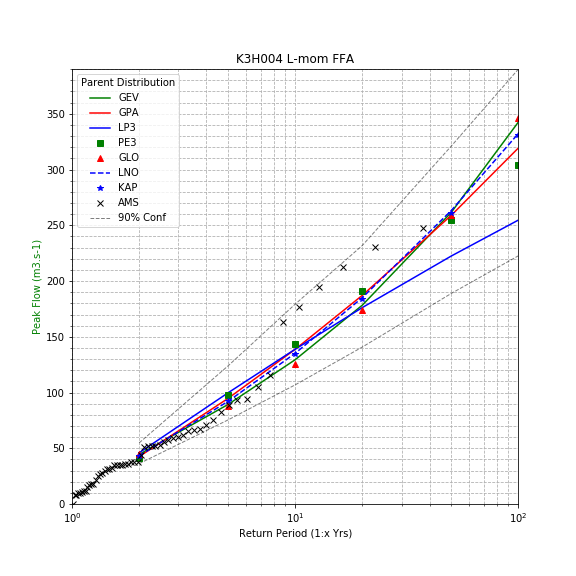 K3H004 L-mom FFA
Parent Distribution
GEV
GPA
LP3
PE3
GLO
LNO
KAP
AMS
90% Conf
Peak Flow (m3.s-1)
350
300
250
200
150
100
50
0
10⁰
10¹
10²
Return Period (1:x Yrs)